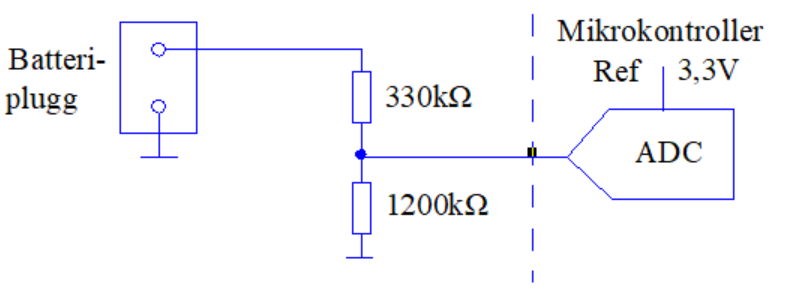 Batteri-
plugg
330kΩ
1200kΩ
Mikrokontroller
Ref 3,3V
ADC